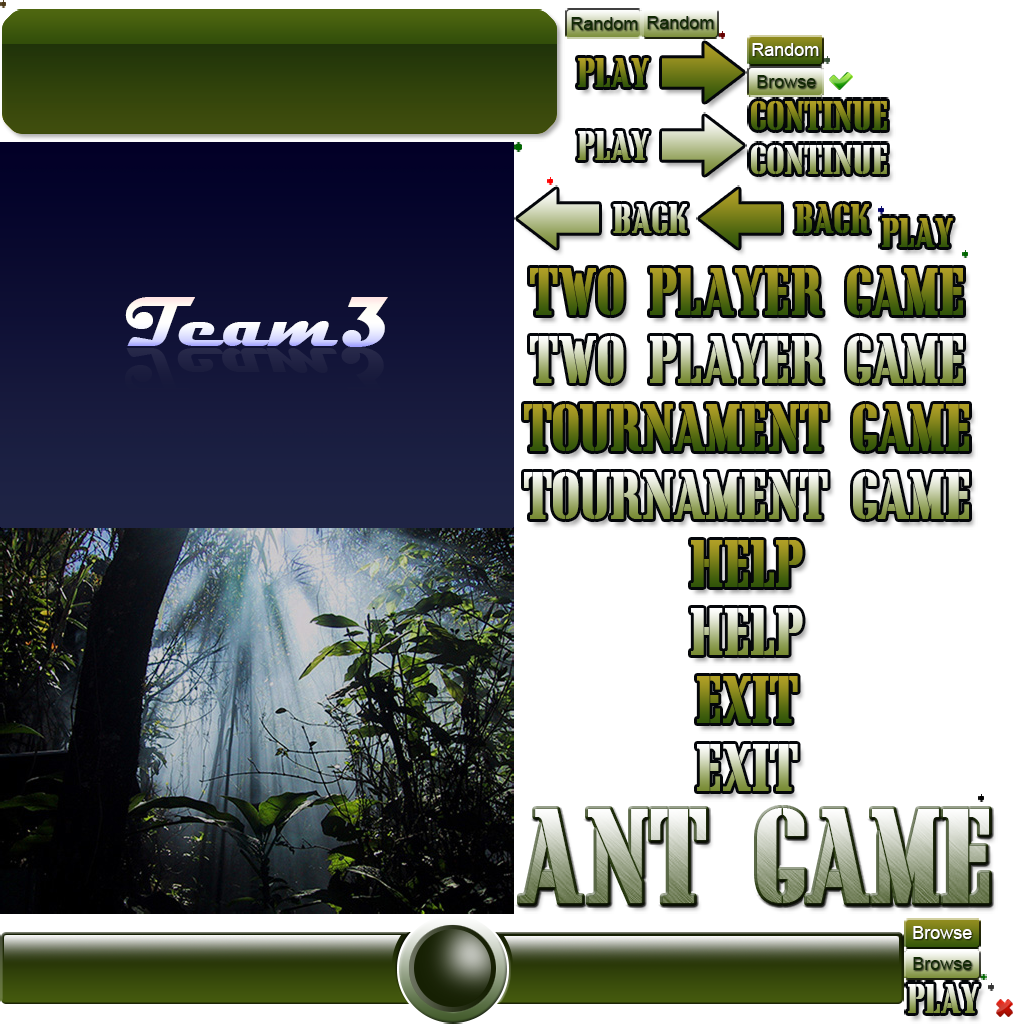 Random Random
Random
PLAY
Browse
CONTINUE
PLAY
CONTINUE
BACK BACK PLAY
TWO PLAYER GAME
Team3
TWO PLAYER GAME
TOURNAMENT GAME
TOURNAMENT GAME
HELP
HELP
EXIT
EXIT
ANT GAME
Browse
Browse
PLAY